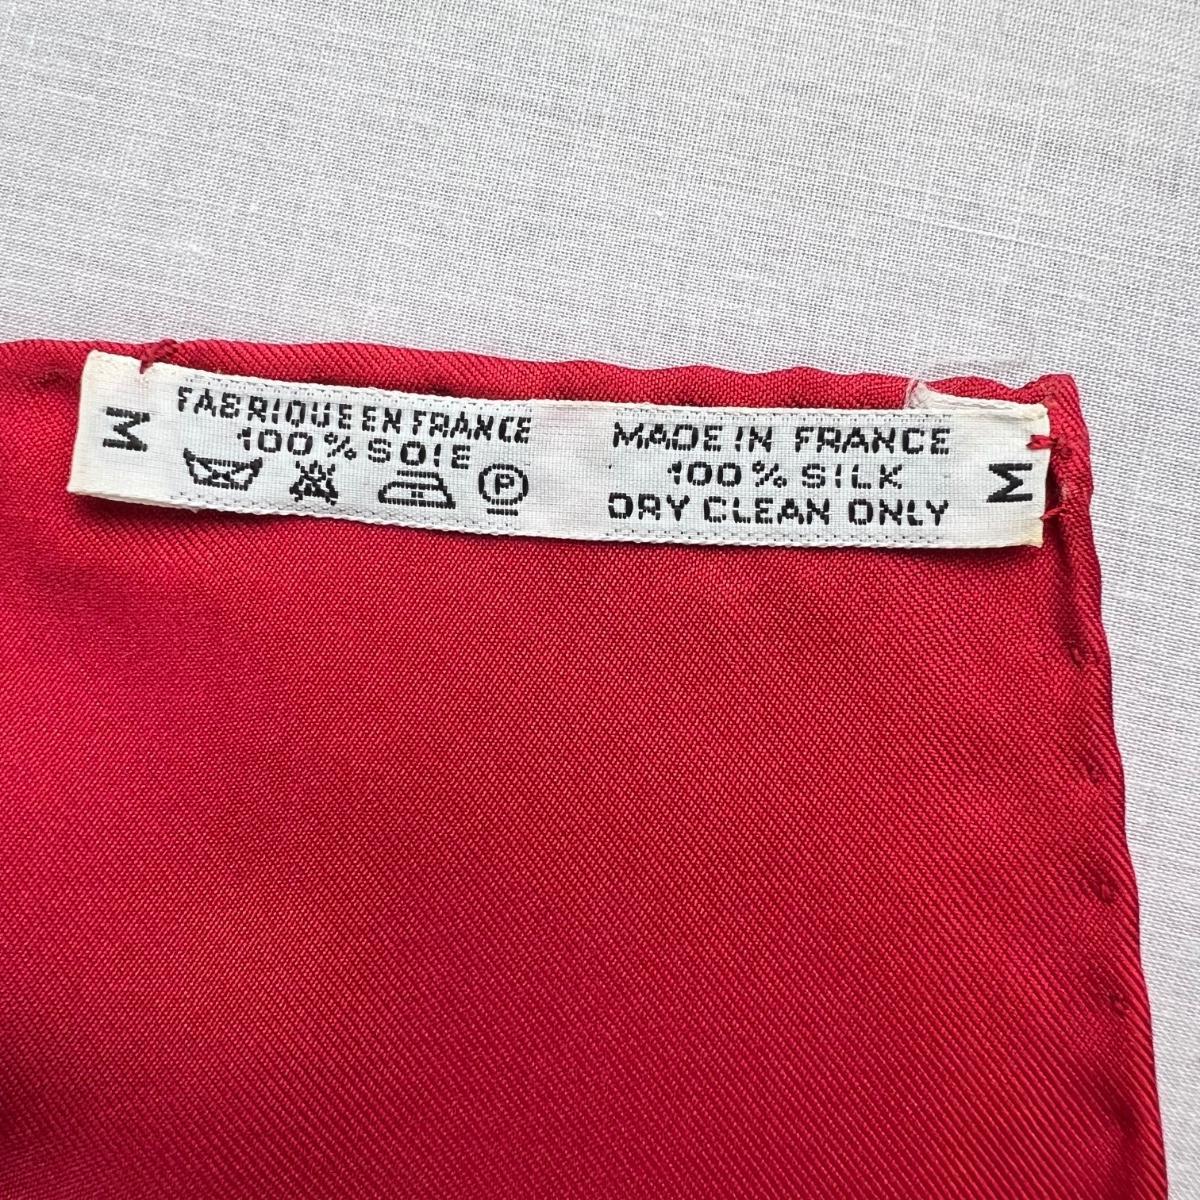 M
FABRIQUE EN FRANCE
100% SOIE
P
MADE IN FRANCE
100% SILK
DRY CLEAN ONLY
M